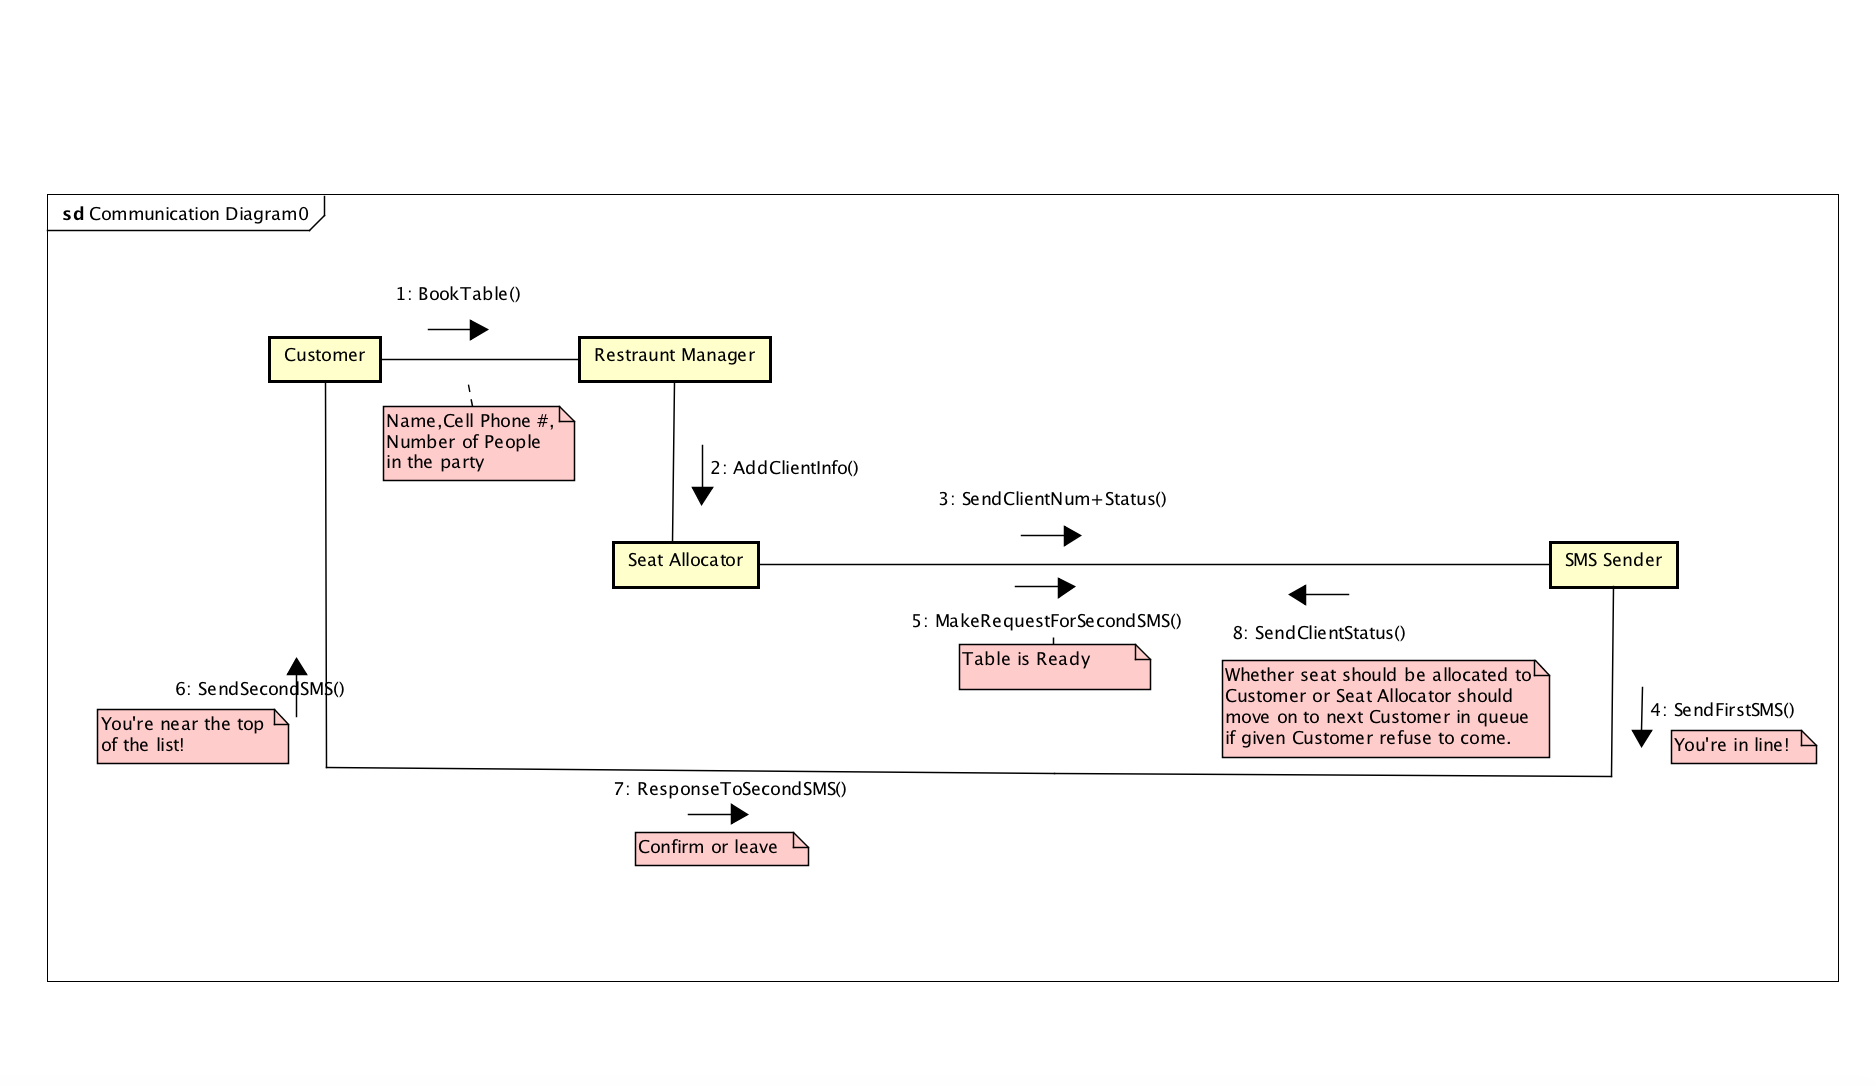 sd Communication Diagram0
1: BookTable()
Customer
Restraunt Manager
Name,Cell Phone #,
Number of People
in the party
2: AddClientInfo()
3: SendClientNum+Status()
Seat Allocator
SMS Sender
5: MakeRequestForSecondSMS()
Table is Ready
8: SendClientStatus()
Whether seat should be allocated to
Customer or Seat Allocator should
move on to next Customer in queue
if given Customer refuse to come.
6: SendSecondSMS()
You're near the top
of the list!
4: SendFirstSMS()
You're in line!
7: ResponseToSecondSMS()
Confirm or leave